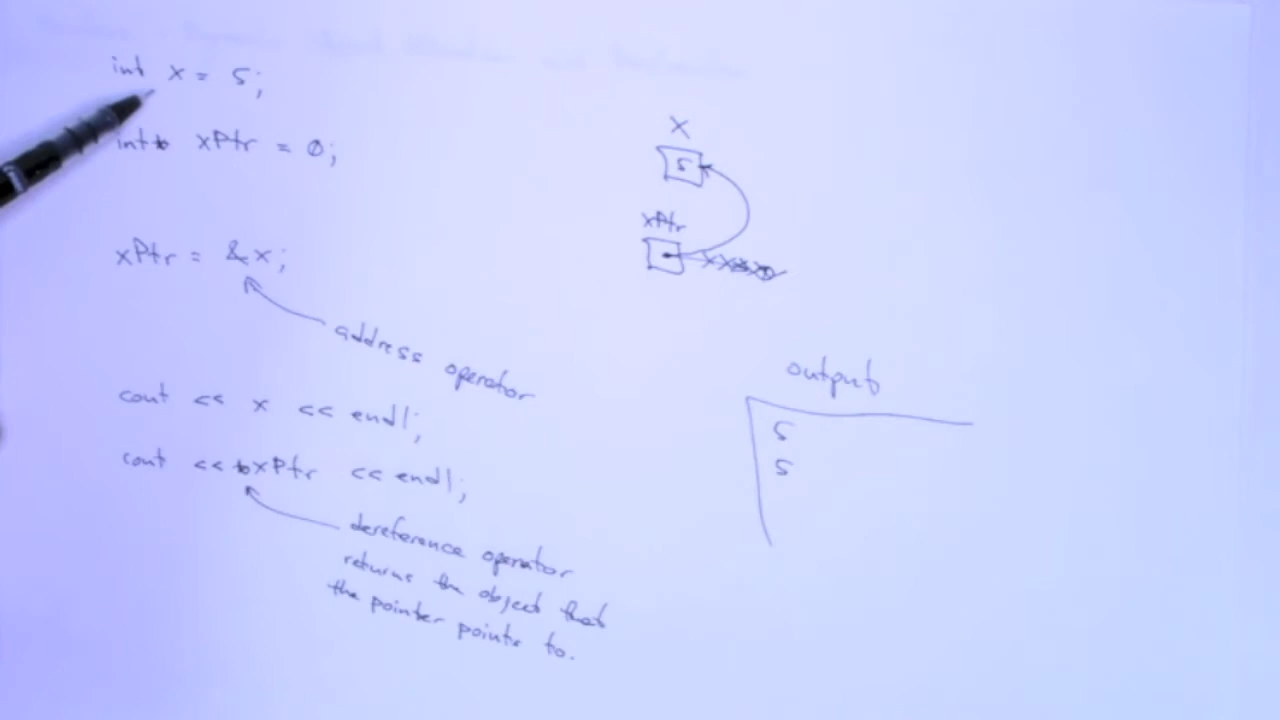 int x = 5;
int* xPtr = 0;
x
5
xPtr
xPtr = &x;
address operator
output
cout << x << endl;
5
cout << *xPtr << endl;
5
dereference operator
returns the object that
the pointer points to.